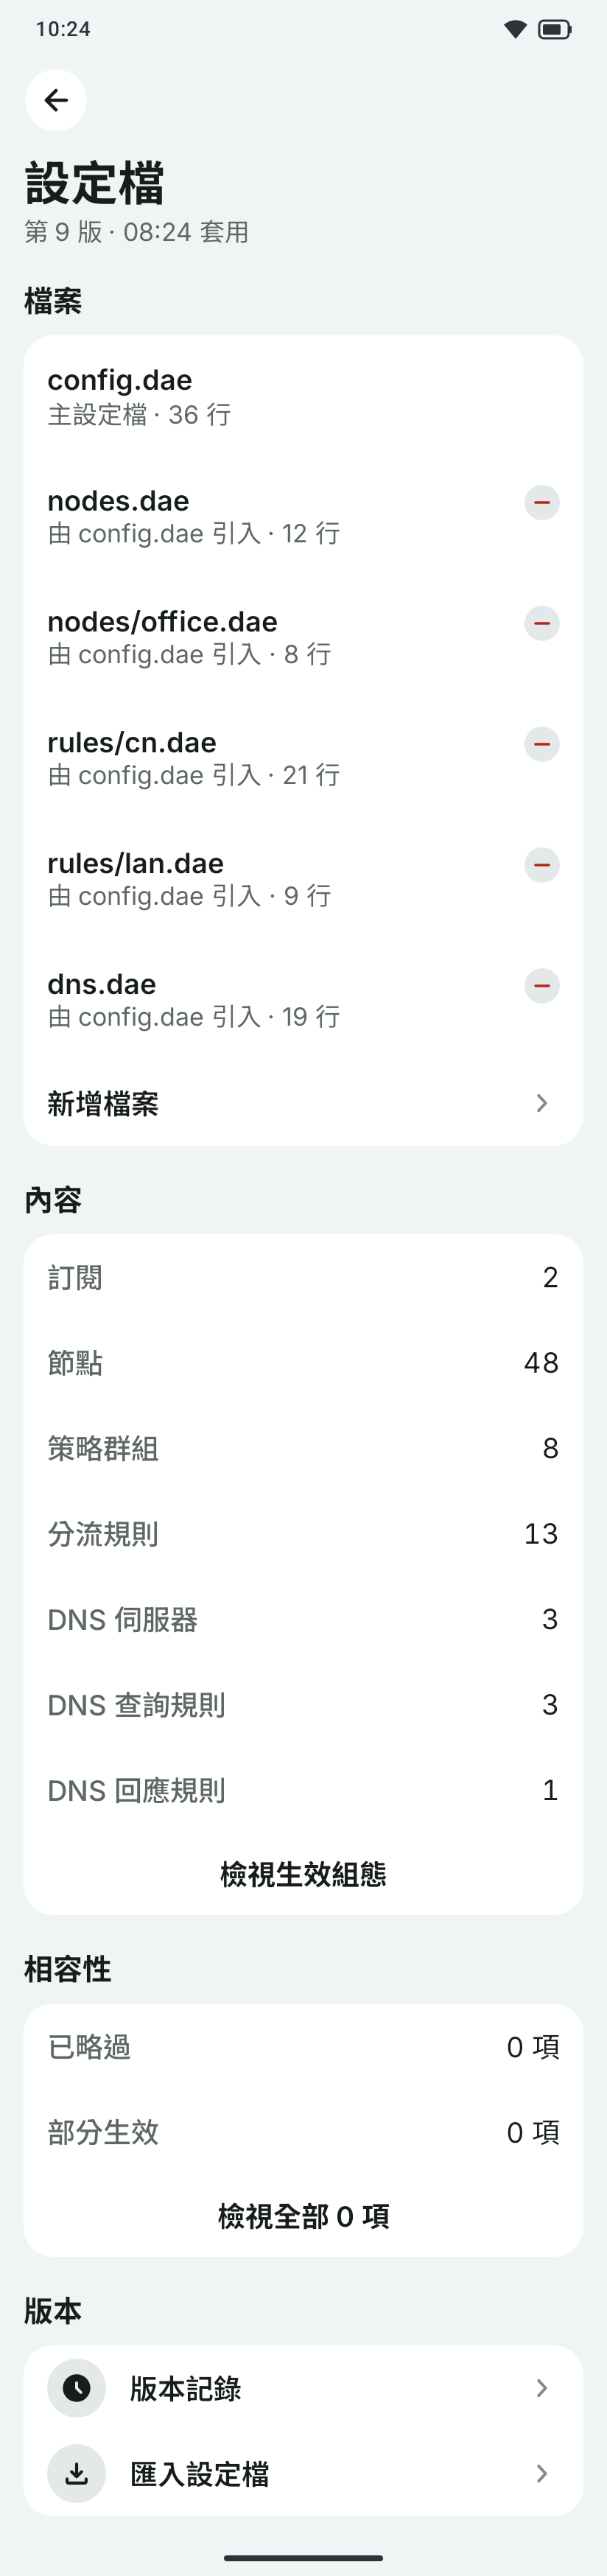 10:24
設定檔
第 9 版 · 08:24 套用
檔案
config.dae
主設定檔 · 36 行
nodes.dae
由 config.dae 引入 · 12 行
nodes/office.dae
由 config.dae 引入 · 8 行
rules/cn.dae
由 config.dae 引入 · 21 行
rules/lan.dae
由 config.dae 引入 · 9 行
dns.dae
由 config.dae 引入 · 19 行
新增檔案
內容
訂閱 2
節點 48
策略群組 8
分流規則 13
DNS 伺服器 3
DNS 查詢規則 3
DNS 回應規則 1
檢視生效組態
相容性
已略過 0 項
部分生效 0 項
檢視全部 0 項
版本
版本記錄
匯入設定檔